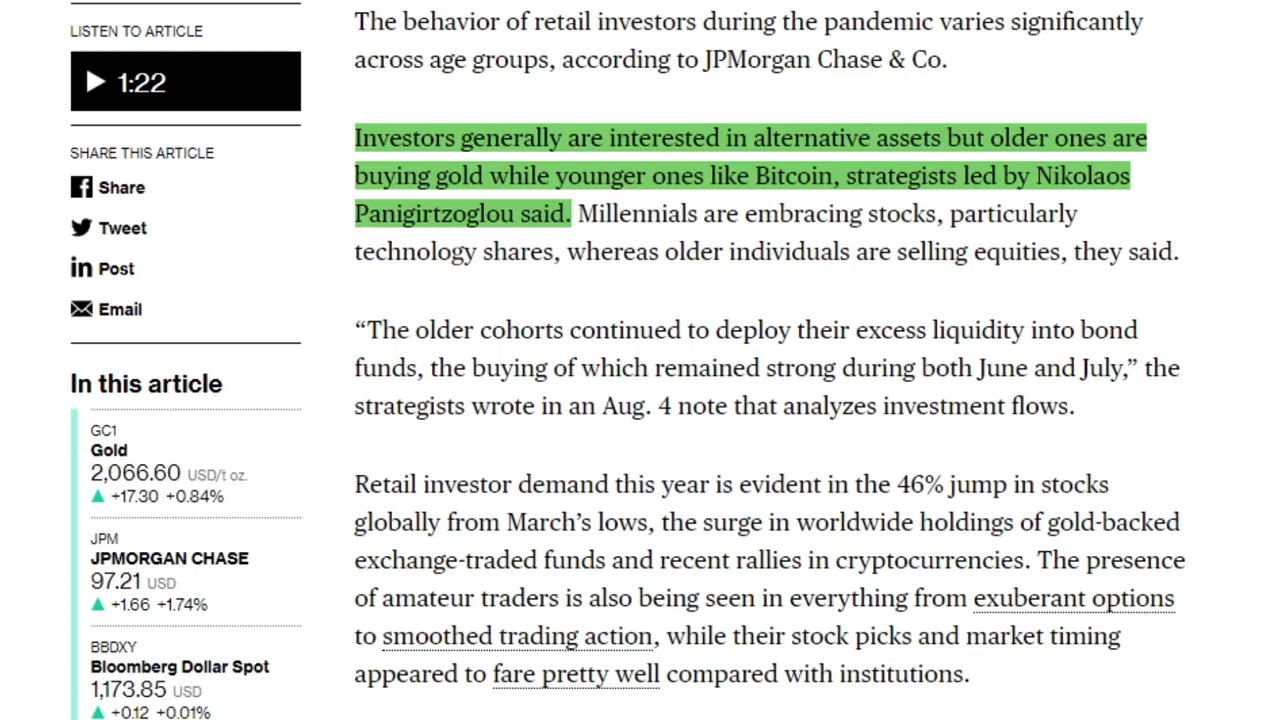 LISTEN TO ARTICLE
1:22
SHARE THIS ARTICLE
Share
Tweet
Post
Email
In this article
GC1
Gold
2,066.60 USD/t oz.
+17.30 +0.84%
JPM
JPMORGAN CHASE
97.21 USD
+1.66 +1.74%
BBDXY
Bloomberg Dollar Spot
1,173.85 USD
+0.12 +0.01%
The behavior of retail investors during the pandemic varies significantly
across age groups, according to JPMorgan Chase & Co.
Investors generally are interested in alternative assets but older ones are
buying gold while younger ones like Bitcoin, strategists led by Nikolaos
Panigirtzoglou said. Millennials are embracing stocks, particularly
technology shares, whereas older individuals are selling equities, they said.
“The older cohorts continued to deploy their excess liquidity into bond
funds, the buying of which remained strong during both June and July,” the
strategists wrote in an Aug. 4 note that analyzes investment flows.
Retail investor demand this year is evident in the 46% jump in stocks
globally from March’s lows, the surge in worldwide holdings of gold-backed
exchange-traded funds and recent rallies in cryptocurrencies. The presence
of amateur traders is also being seen in everything from exuberant options
to smoothed trading action, while their stock picks and market timing
appeared to fare pretty well compared with institutions.